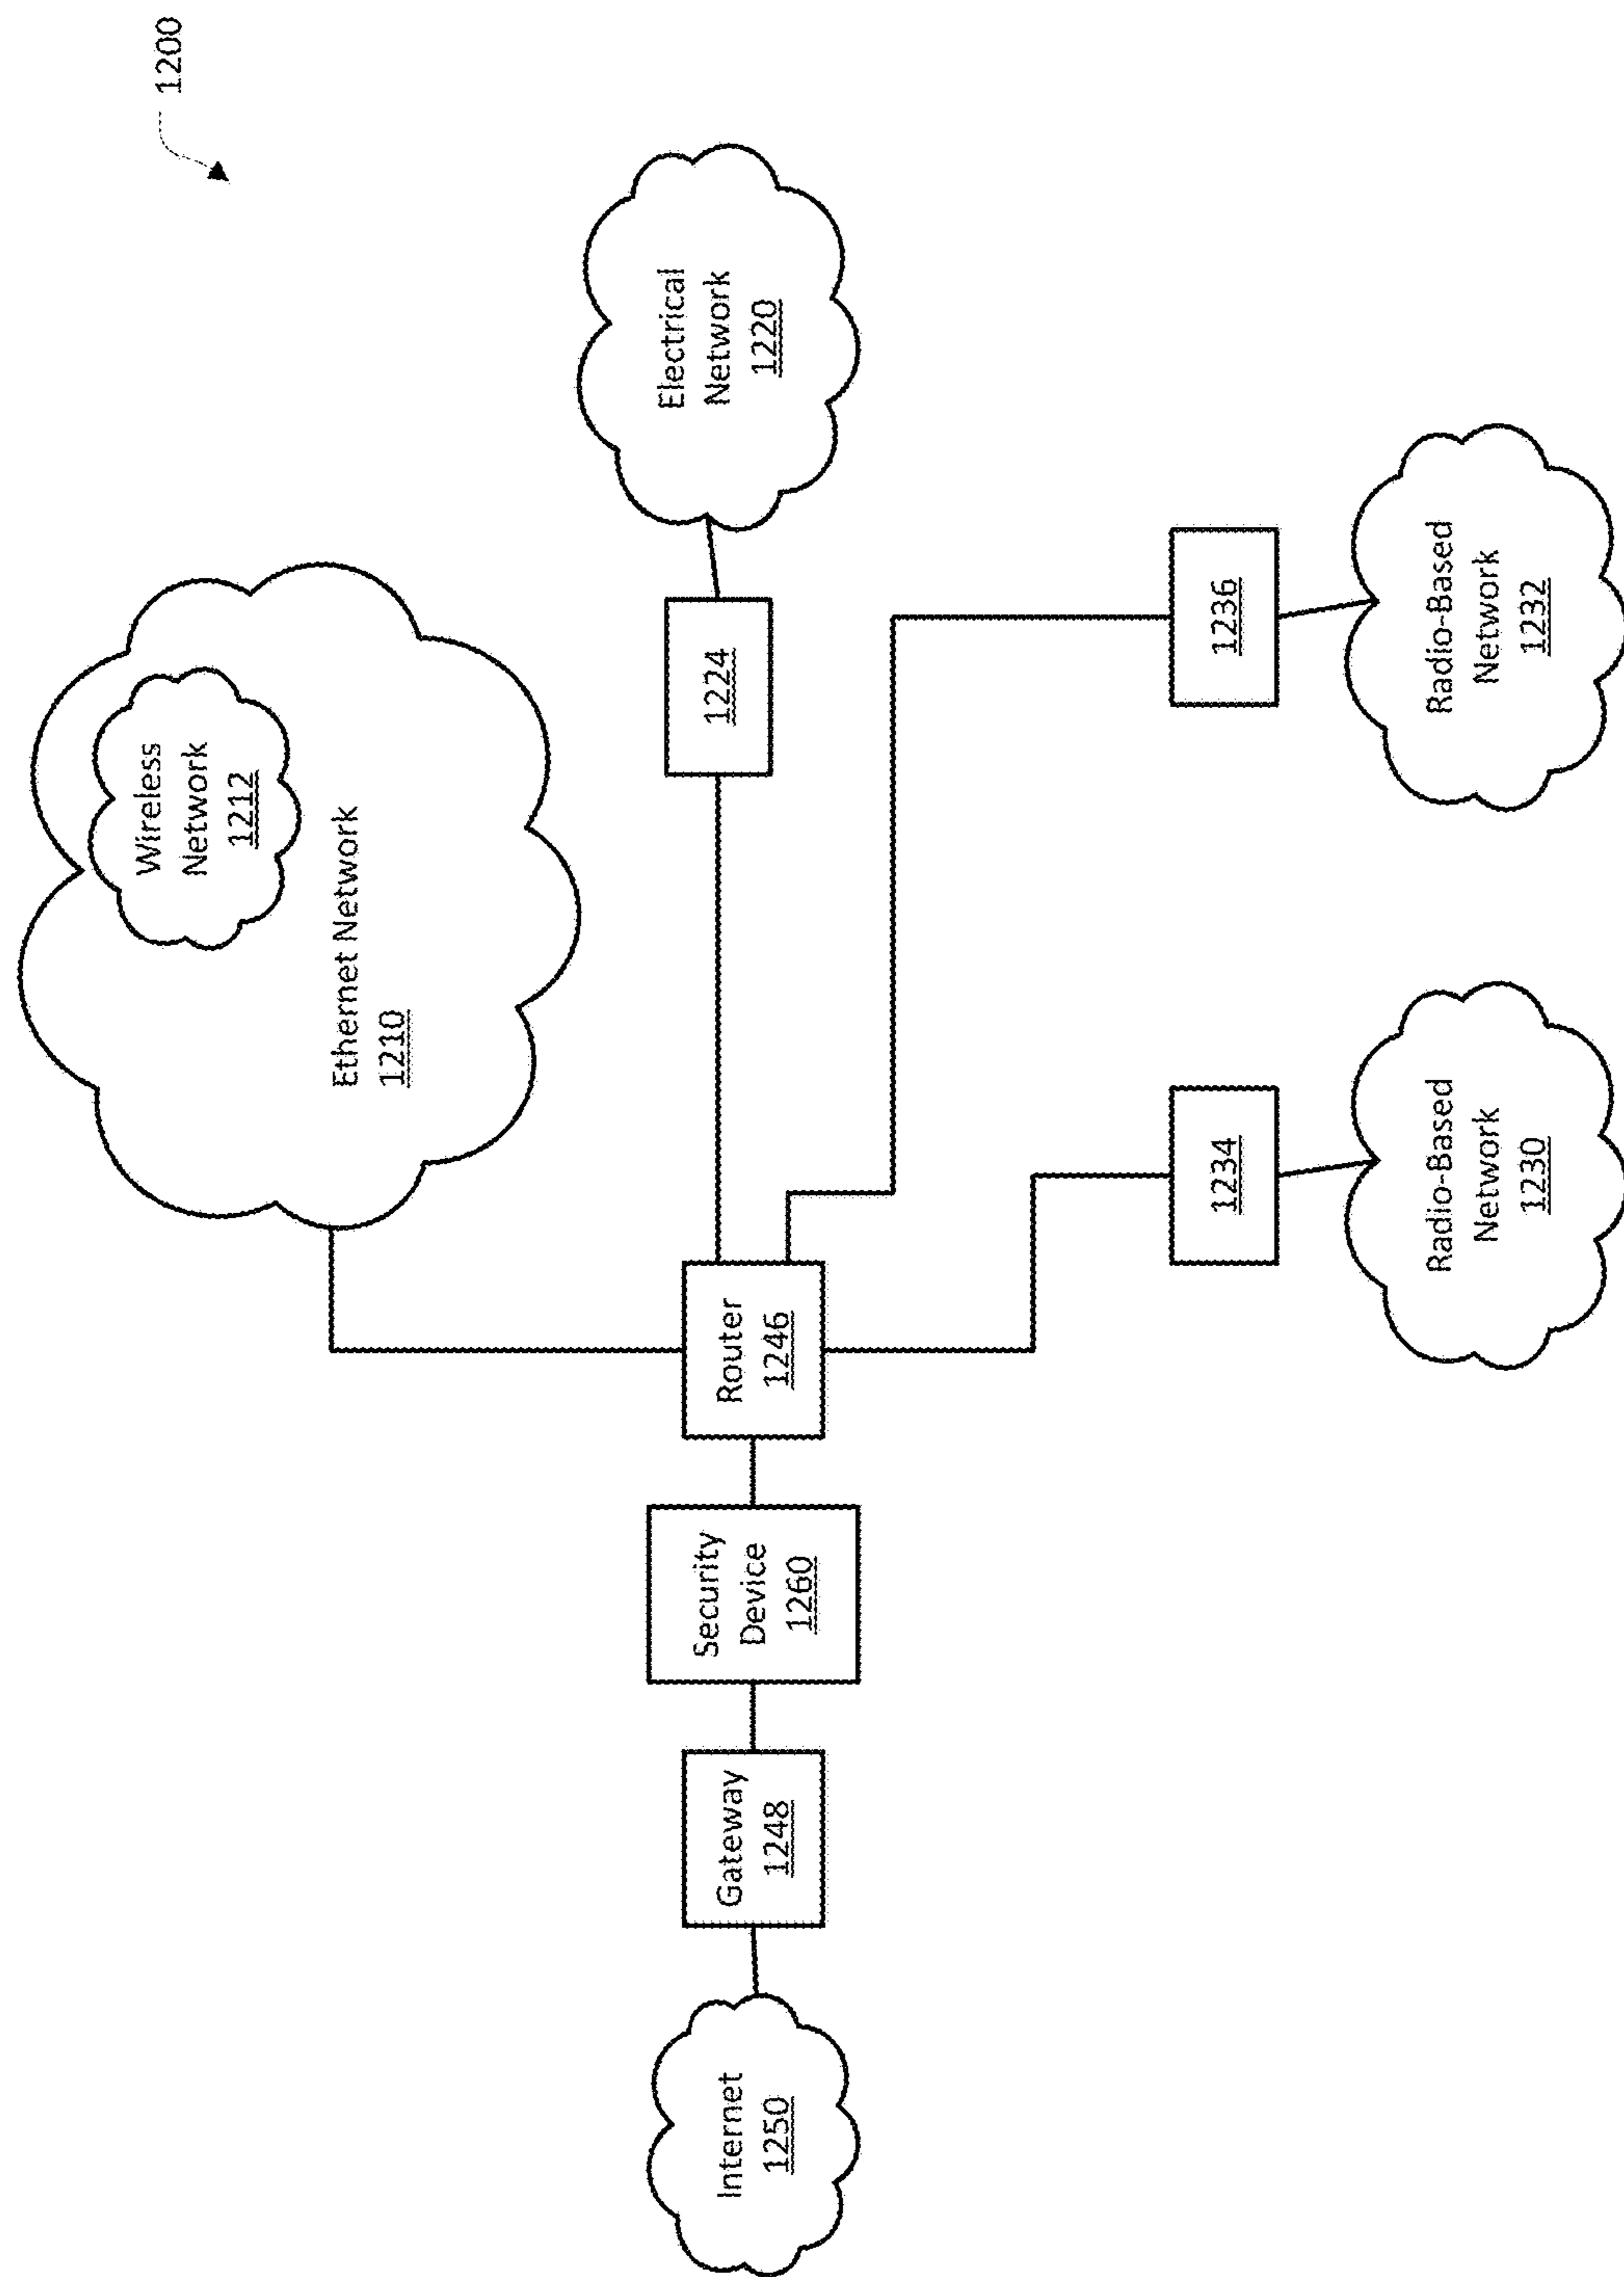 1200
Wireless
Network
1212
Ethernet Network
1210
Electrical
Network
1220
1224
Internet
1250
Gateway
1248
Security
Device
1260
Router
1246
1234
1236
Radio-Based
Network
1230
Radio-Based
Network
1232